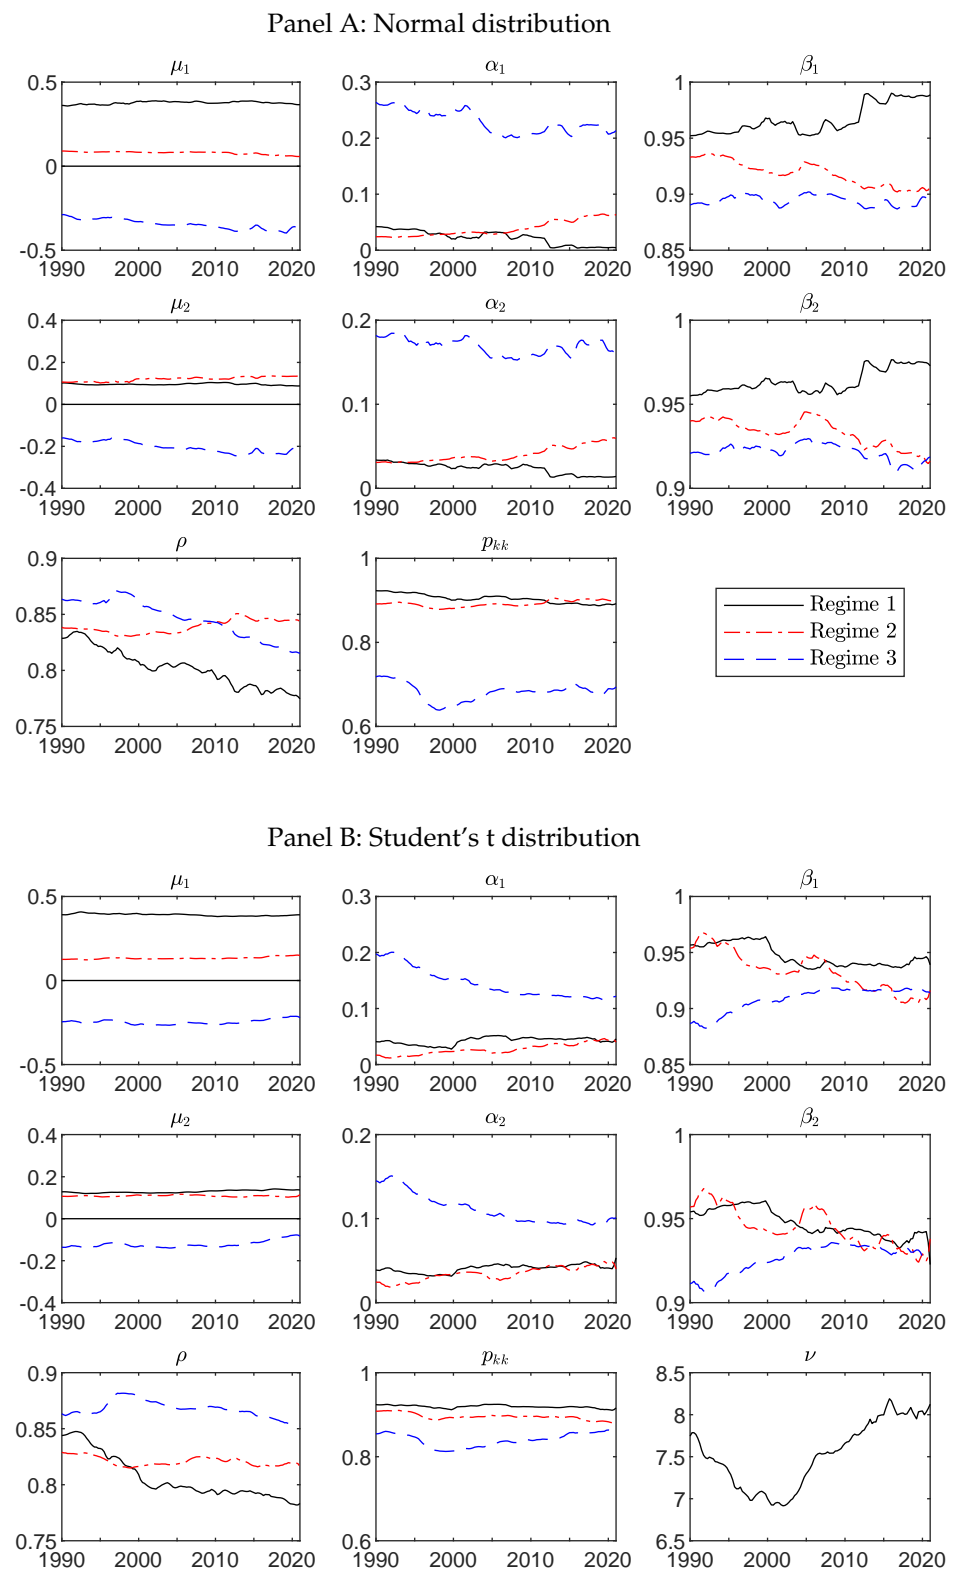 Panel A: Normal distribution
μ₁ α₁ β₁
0.5 0.3 1
0.2 0.95
0 0.1 0.9
-0.5 0 0.85
1990 2000 2010 2020 1990 2000 2010 2020 1990 2000 2010 2020
μ₂ α₂ β₂
0.4 0.2 1
0.2
0 0.1 0.95
-0.2
-0.4 0 0.9
1990 2000 2010 2020 1990 2000 2010 2020 1990 2000 2010 2020
ρ pₖₖ
0.9 1
0.85 Regime 1
0.8 0.8 Regime 2
Regime 3
0.75 0.6
1990 2000 2010 2020 1990 2000 2010 2020
Panel B: Student's t distribution
μ₁ α₁ β₁
0.5 0.3 1
0.2 0.95
0 0.1 0.9
-0.5 0 0.85
1990 2000 2010 2020 1990 2000 2010 2020 1990 2000 2010 2020
μ₂ α₂ β₂
0.4 0.2 1
0.2
0 0.1 0.95
-0.2
-0.4 0 0.9
1990 2000 2010 2020 1990 2000 2010 2020 1990 2000 2010 2020
ρ pₖₖ ν
0.9 1 8.5
0.85 8
0.8 0.8 7.5
7
0.75 0.6 6.5
1990 2000 2010 2020 1990 2000 2010 2020 1990 2000 2010 2020